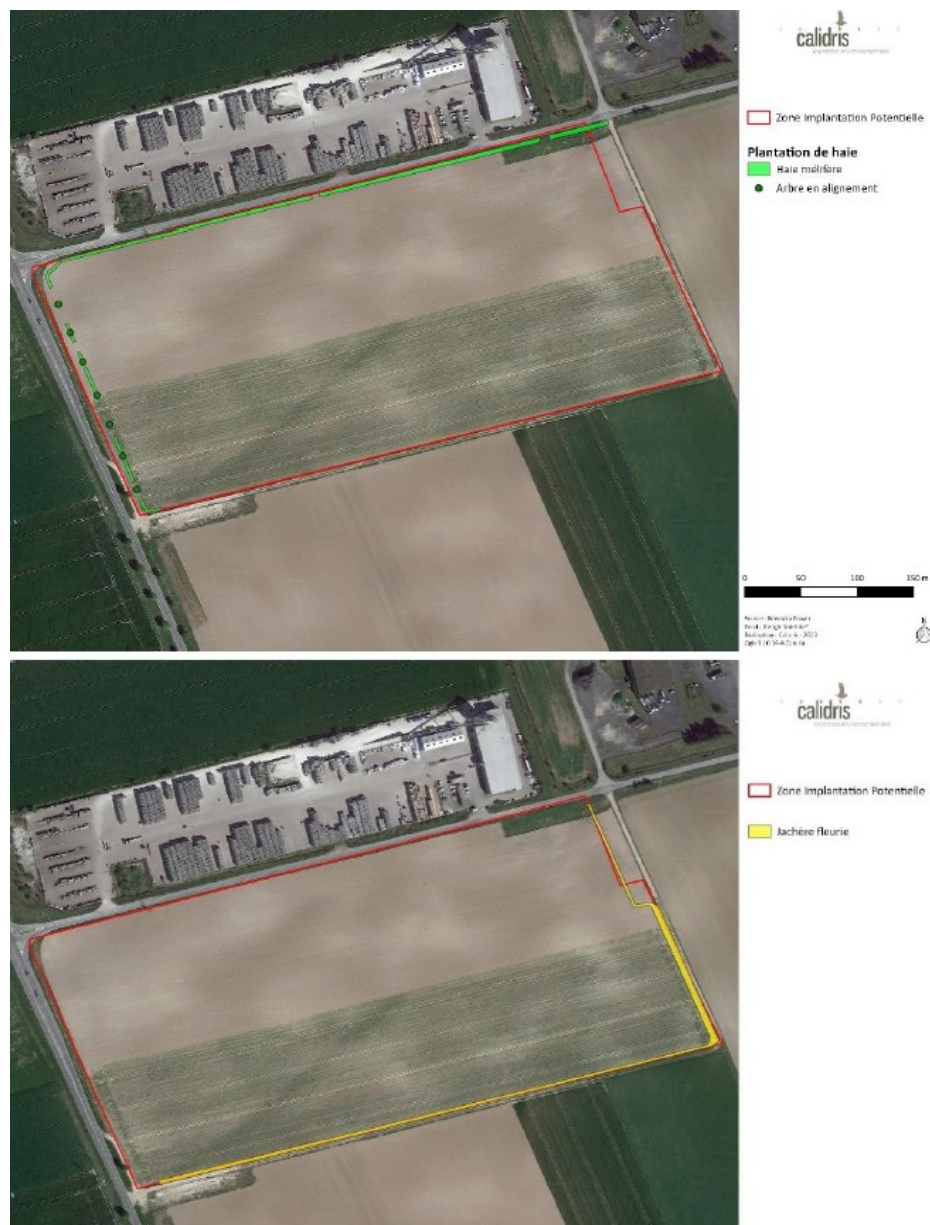 calidris
Zone Implantation Potentielle
Plantation de haie
Haie mélifère
Arbre en alignement
0 50 100 150 m
N
calidris
Zone Implantation Potentielle
Jachère fleurie